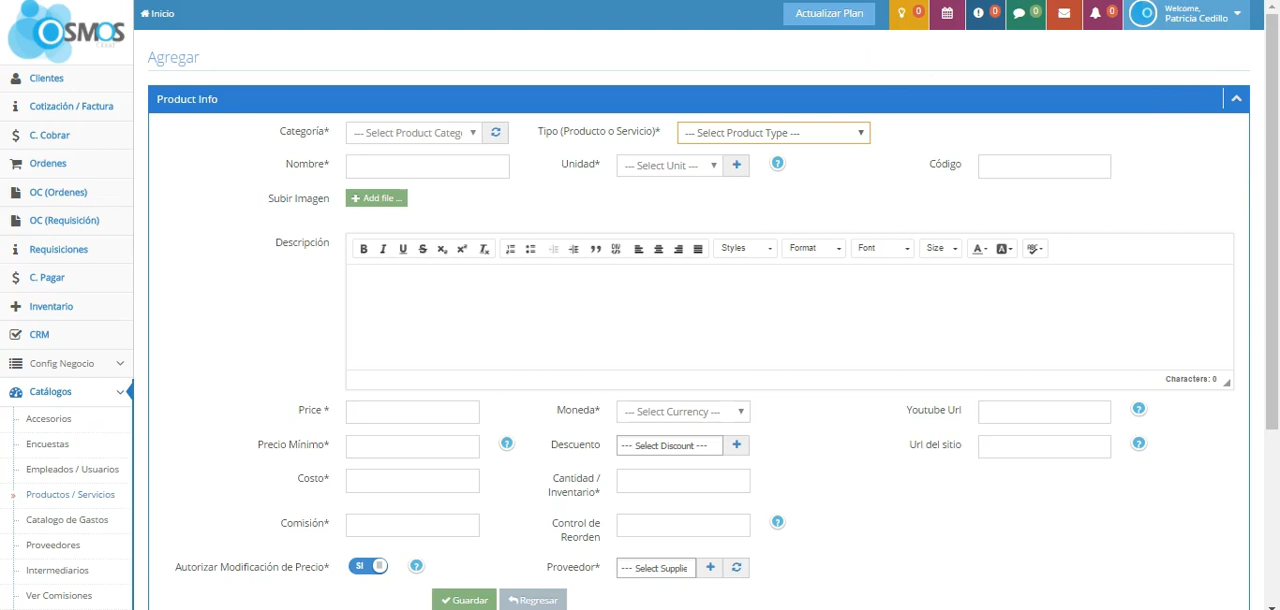 OSMOS
Cloud
Inicio
Actualizar Plan
0
0
0
0
Welcome,
Patricia Cedillo
Clientes
Cotización / Factura
C. Cobrar
Ordenes
OC (Ordenes)
OC (Requisición)
Requisiciones
C. Pagar
Inventario
CRM
Config Negocio
Catálogos
Accesorios
Encuestas
Empleados / Usuarios
» Productos / Servicios
Catalogo de Gastos
Proveedores
Intermediarios
Ver Comisiones
Agregar
Product Info
Categoría* --- Select Product Categ Tipo (Producto o Servicio)* --- Select Product Type ---
Nombre* Unidad* --- Select Unit --- + ? Código
Subir Imagen + Add file ...
Descripción
B I U S x₂ x² Tx Styles Format Font Size A A ABC
Characters: 0
Price * Moneda* --- Select Currency --- Youtube Url ?
Precio Mínimo* ? Descuento --- Select Discount --- + Url del sitio ?
Costo* Cantidad /
Inventario*
Comisión* Control de
Reorden ?
Autorizar Modificación de Precio* SI ? Proveedor* --- Select Supplie +
Guardar Regresar